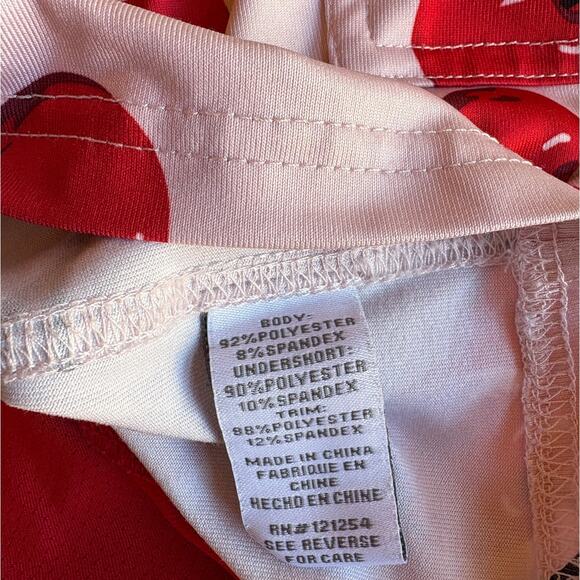 BODY:
92%POLYESTER
8%SPANDEX
UNDERSHORT:
90%POLYESTER
10%SPANDEX
TRIM:
88%POLYESTER
12%SPANDEX
MADE IN CHINA
FABRIQUE EN
CHINE
HECHO EN CHINE
RN#121254
SEE REVERSE
FOR CARE